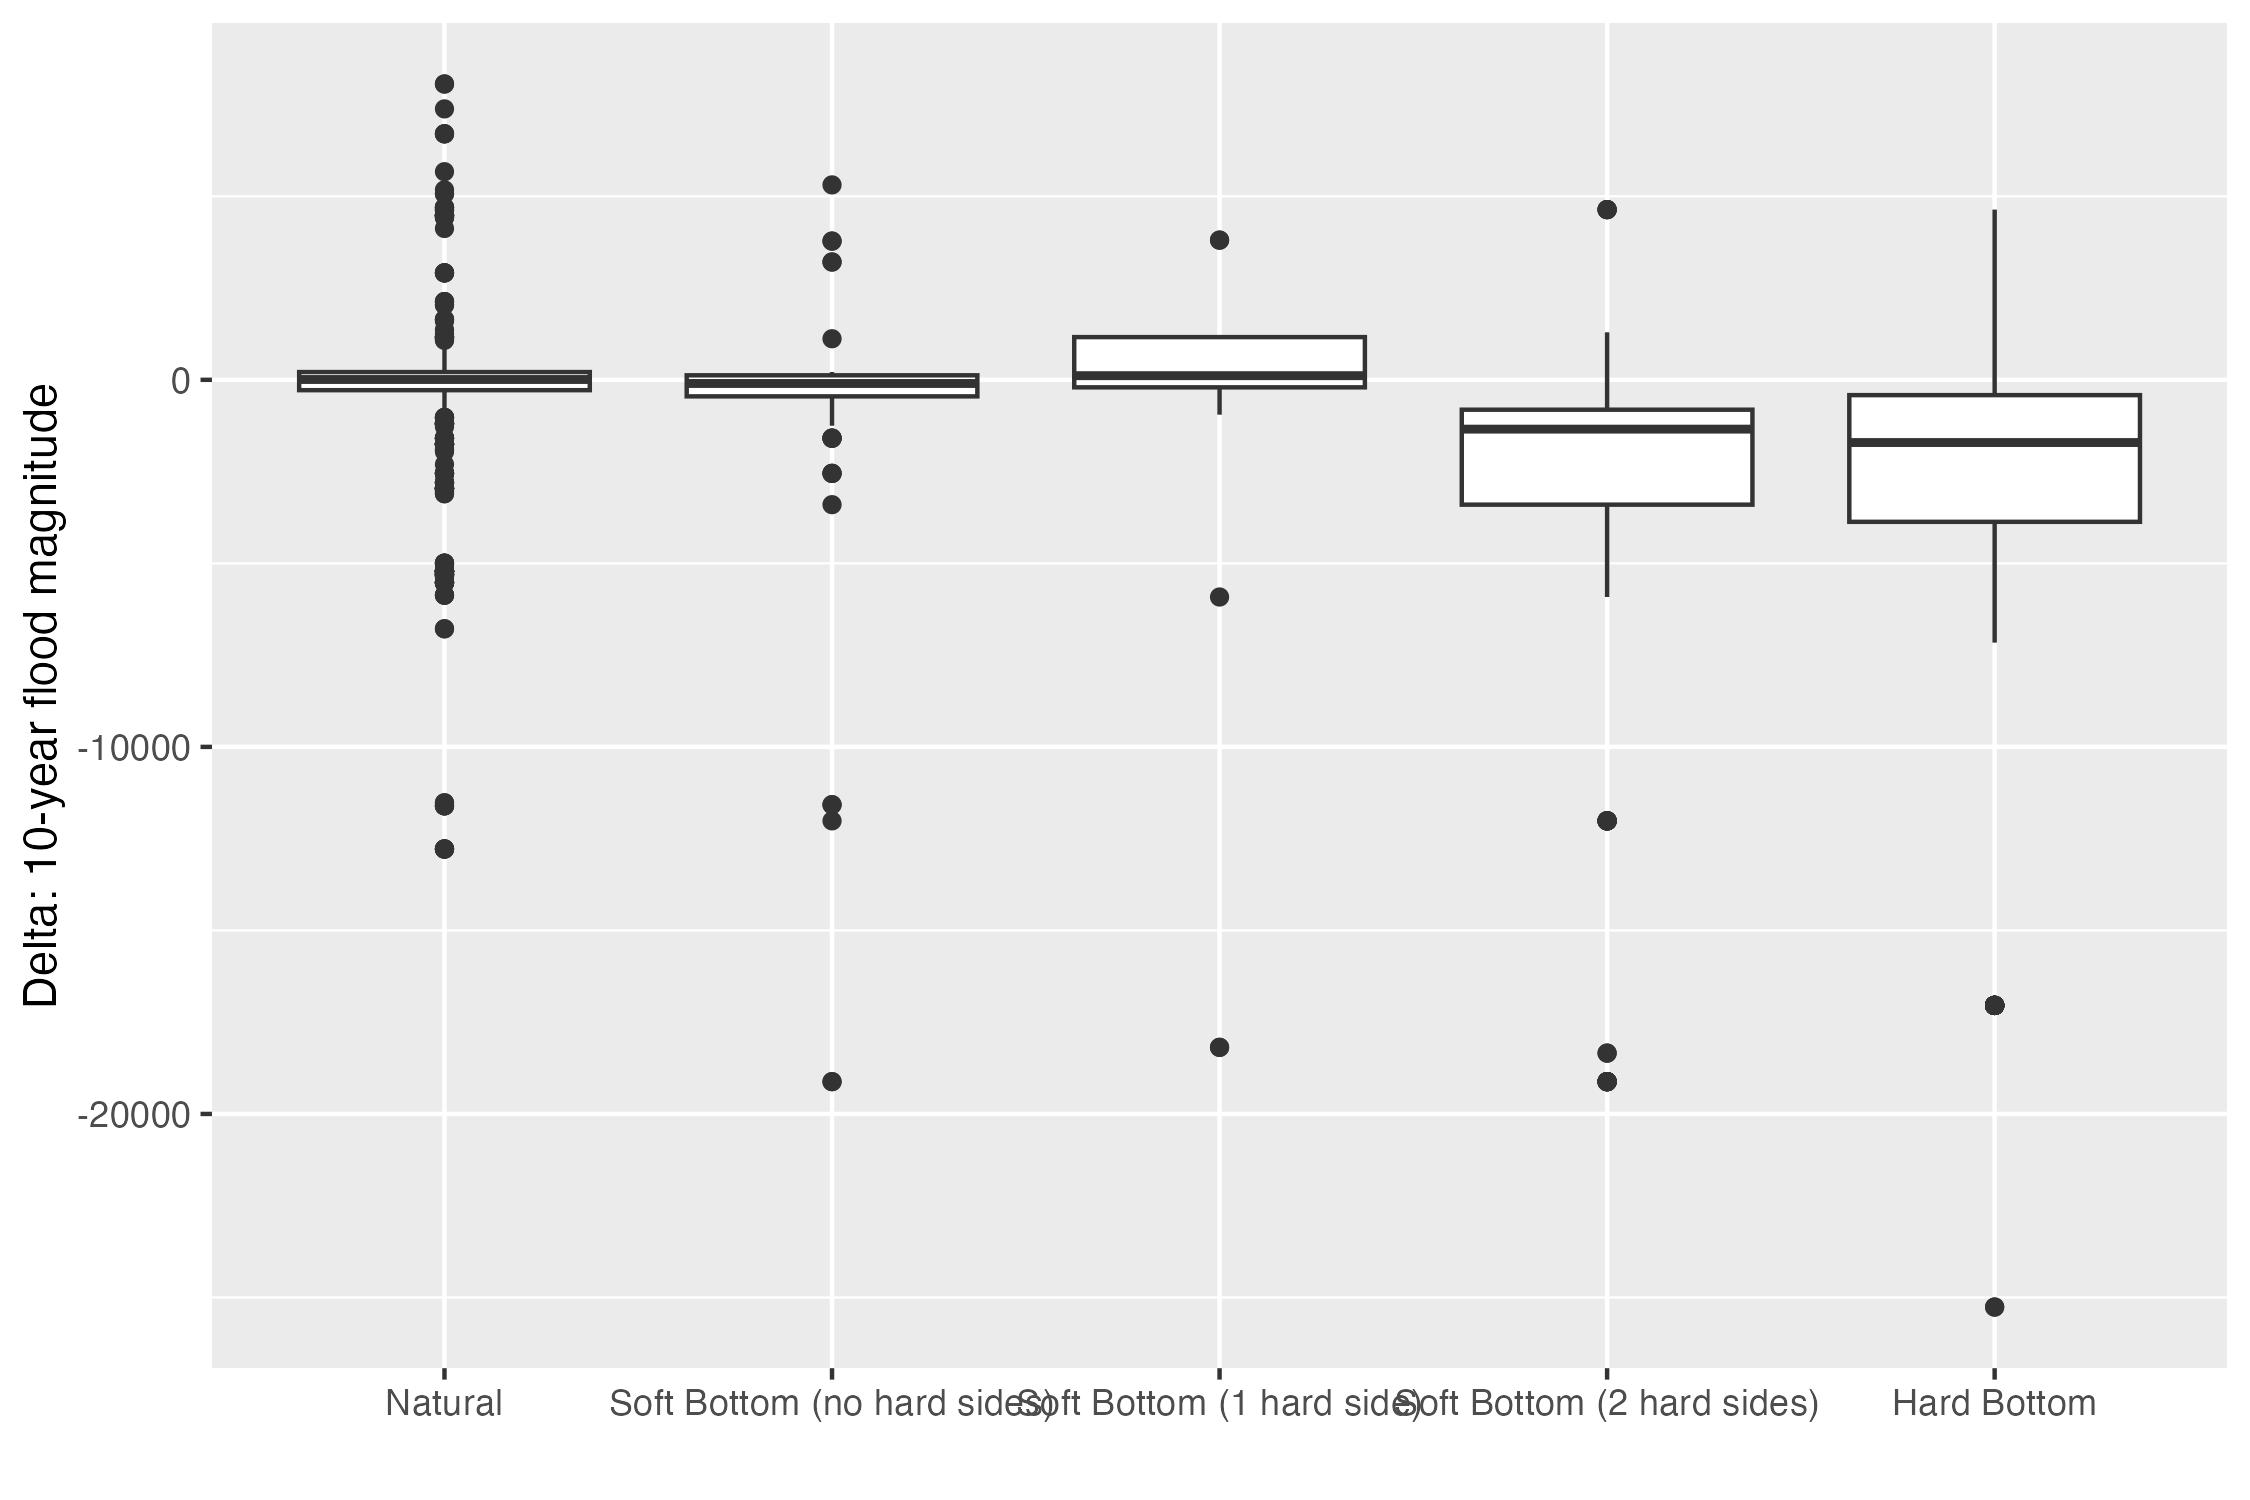 Delta: 10-year flood magnitude
0
-10000
-20000
Natural
Soft Bottom (no hard sides)
Soft Bottom (1 hard side)
Soft Bottom (2 hard sides)
Hard Bottom